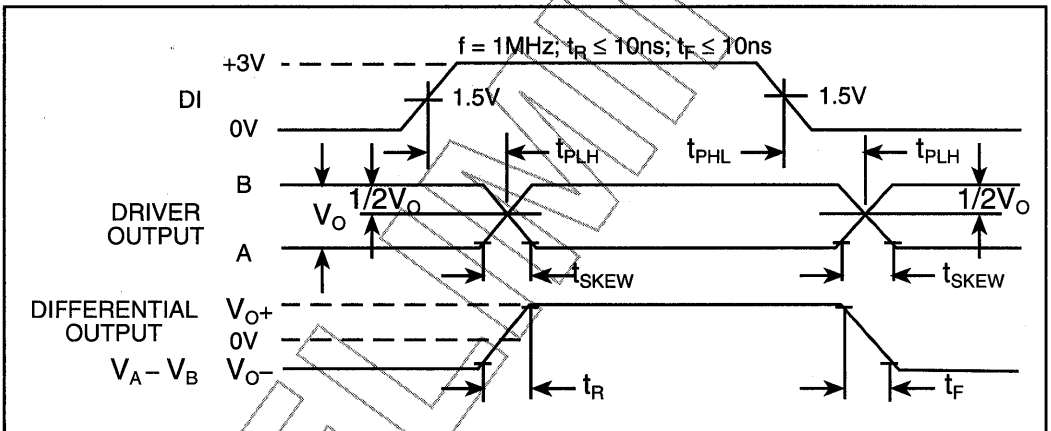 f = 1MHz; tR ≤ 10ns; tF ≤ 10ns
+3V
DI
1.5V
1.5V
0V
tPLH
tPHL
tPLH
B
1/2VO
1/2VO
DRIVER
OUTPUT
VO
A
tSKEW
tSKEW
DIFFERENTIAL
OUTPUT
VO+
0V
VA – VB
VO–
tR
tF